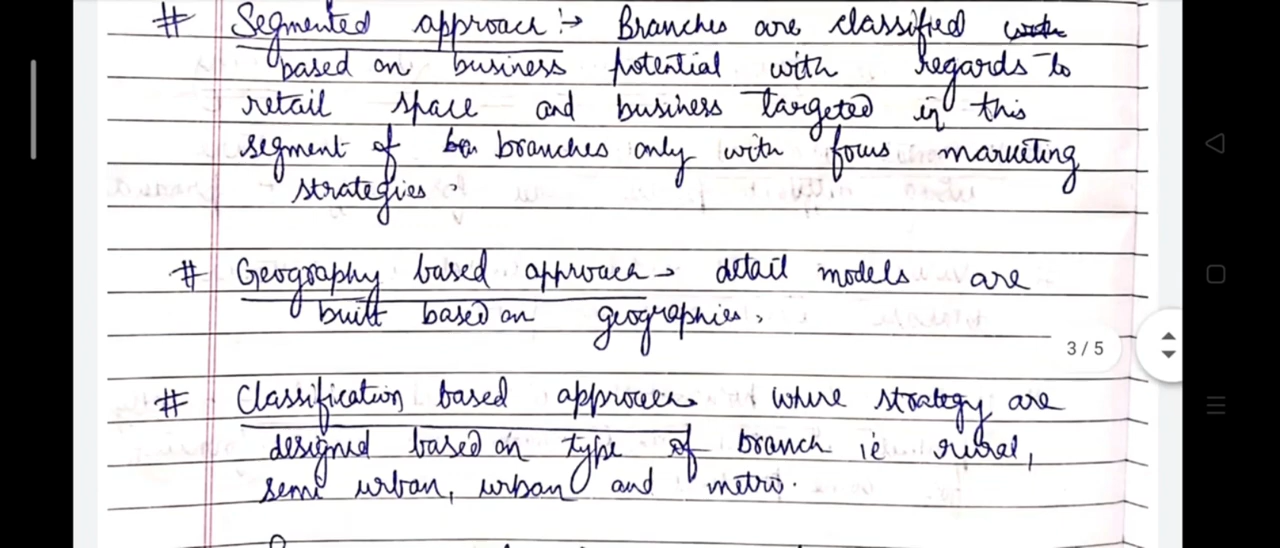 # Segmented approach :→ Branches are classified
based on business potential with regards to
retail space and business targeted in this
segment of branches only with focus marketing
strategies.
# Geography based approach → detail models are
built based on geographies.
3/5
# Classification based approach where strategy are
designed based on type of branch ie rural,
semi urban, urban and metro.